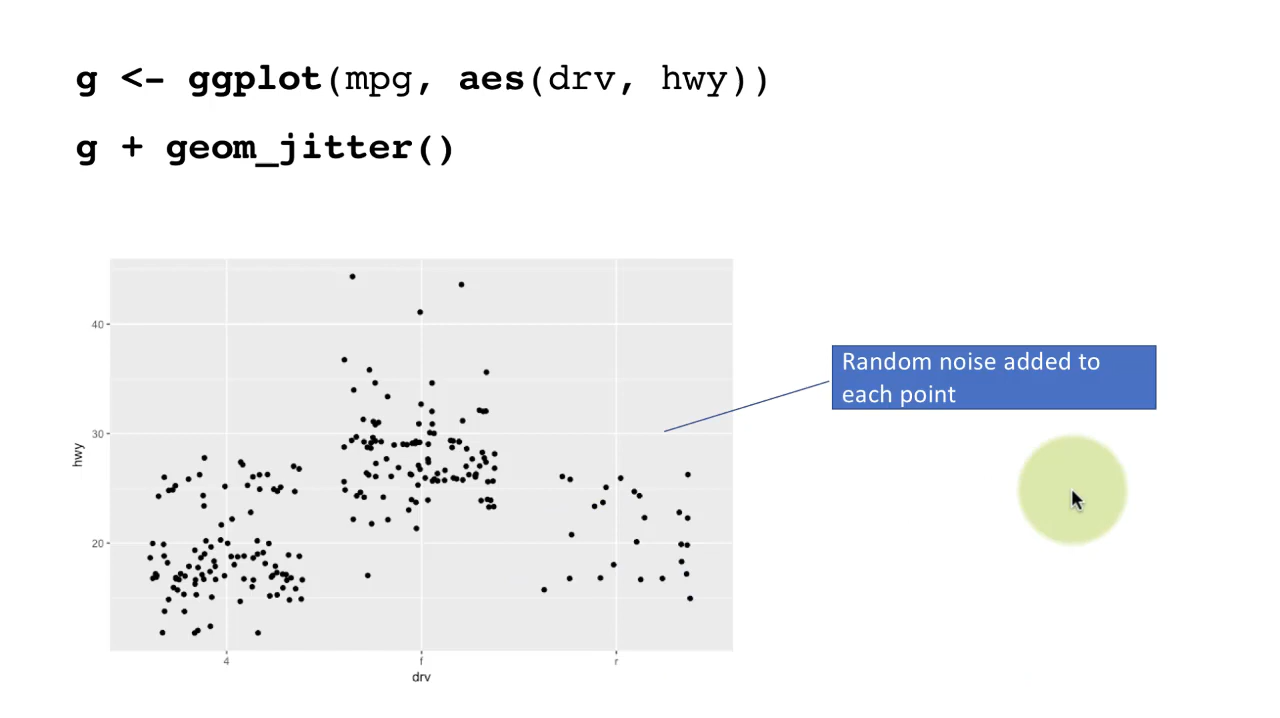 g <- ggplot(mpg, aes(drv, hwy))
g + geom_jitter()
Random noise added to
each point
40
30
20
hwy
4 f r
drv